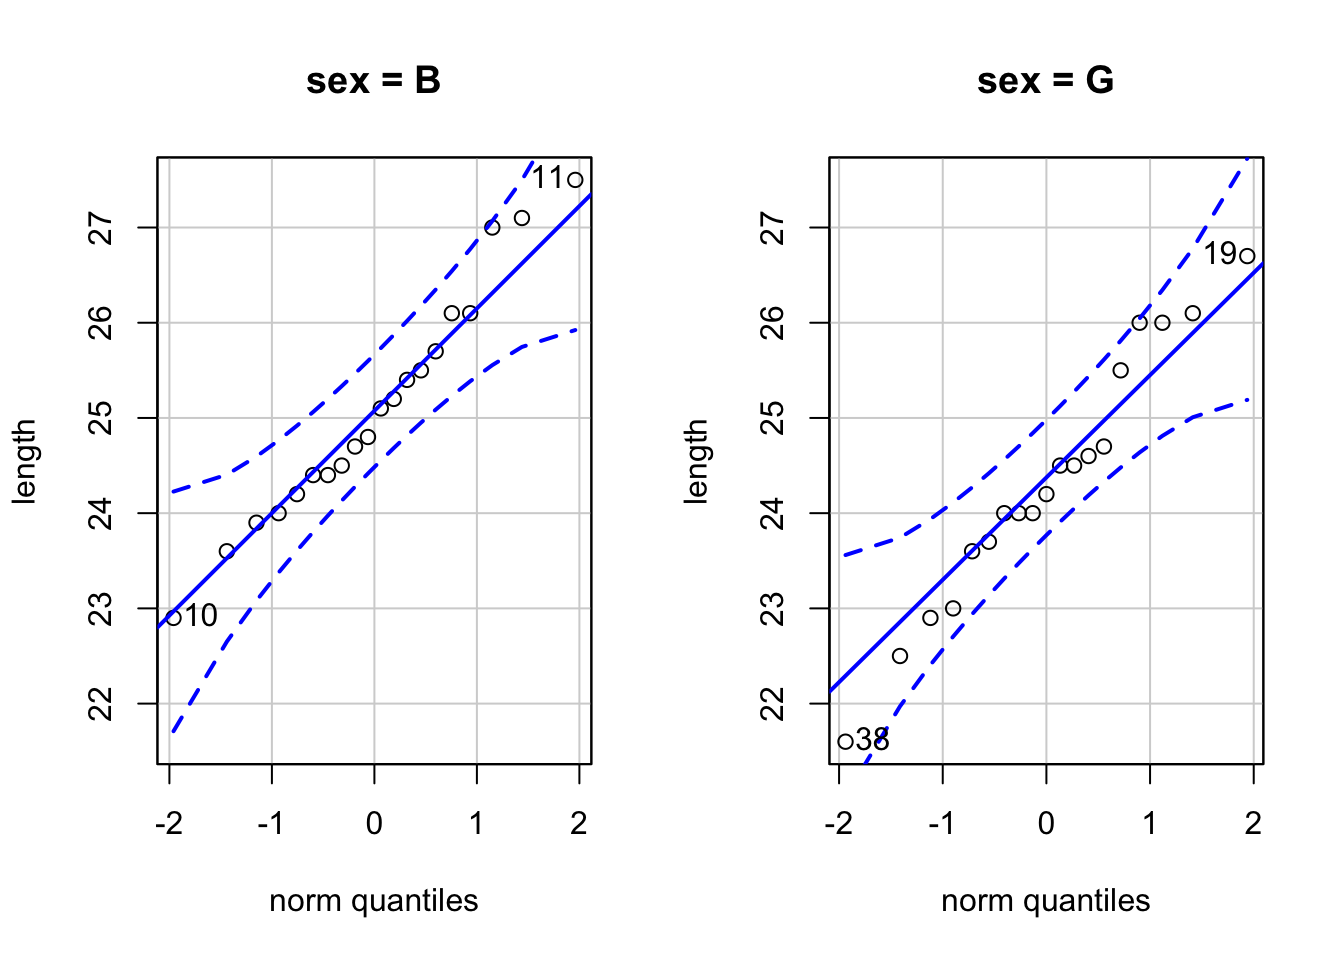 sex = B
length
27
26
25
24
23
22
11
10
-2 -1 0 1 2
norm quantiles
sex = G
length
27
26
25
24
23
22
19
38
-2 -1 0 1 2
norm quantiles